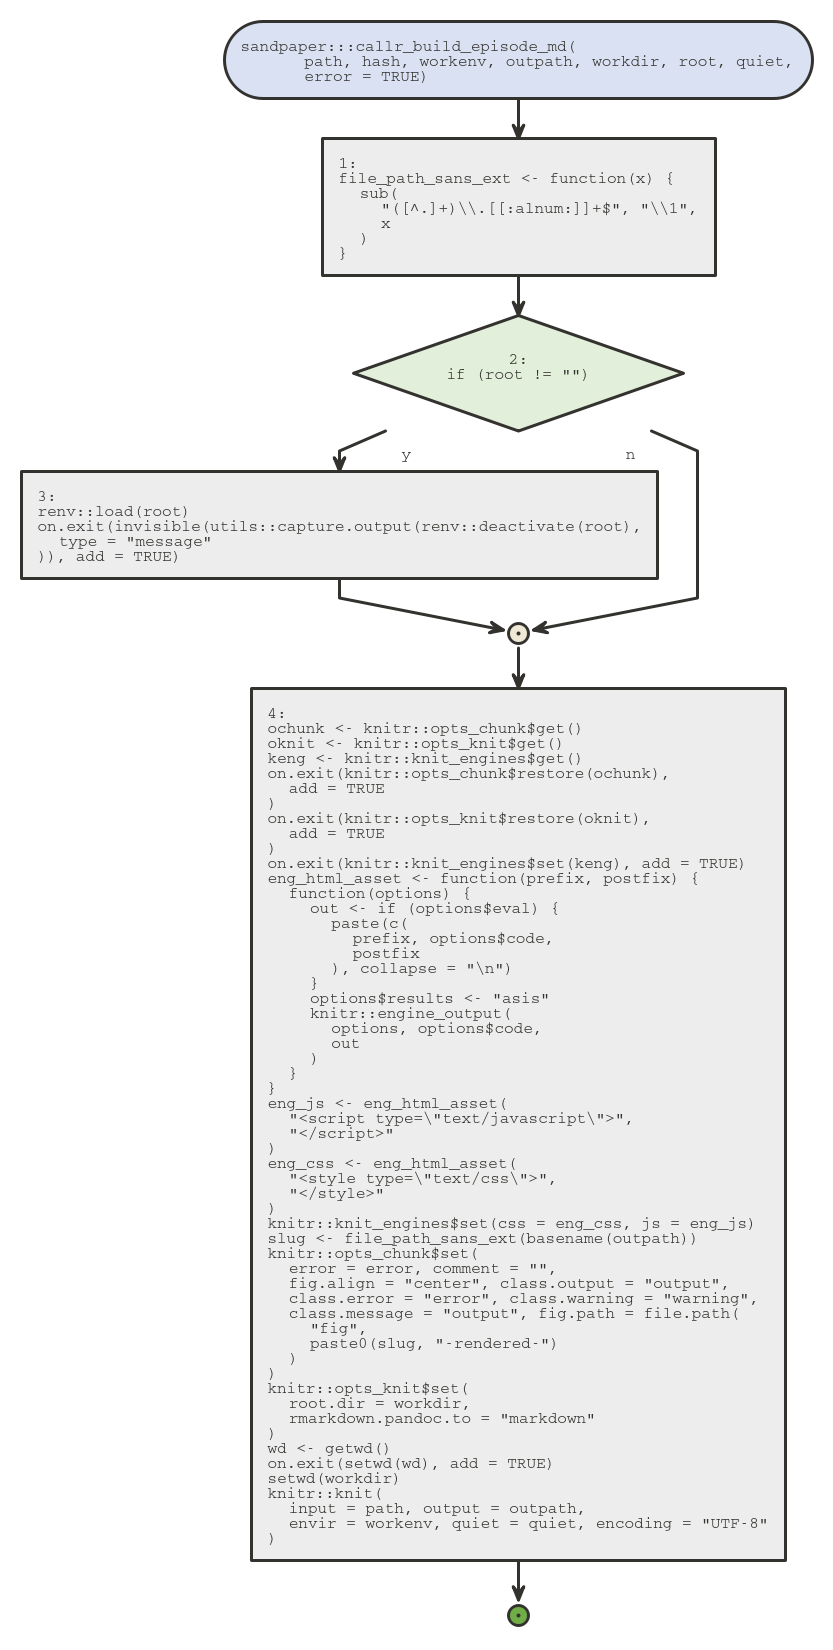 sandpaper:::callr_build_episode_md(
path, hash, workenv, outpath, workdir, root, quiet,
error = TRUE)
1:
file_path_sans_ext <- function(x) {
sub(
"([^.]+)\\.[[:alnum:]]+$", "\\1",
x
)
}
2:
if (root != "")
y
n
3:
renv::load(root)
on.exit(invisible(utils::capture.output(renv::deactivate(root),
type = "message"
)), add = TRUE)
4:
ochunk <- knitr::opts_chunk$get()
oknit <- knitr::opts_knit$get()
keng <- knitr::knit_engines$get()
on.exit(knitr::opts_chunk$restore(ochunk),
add = TRUE
)
on.exit(knitr::opts_knit$restore(oknit),
add = TRUE
)
on.exit(knitr::knit_engines$set(keng), add = TRUE)
eng_html_asset <- function(prefix, postfix) {
function(options) {
out <- if (options$eval) {
paste(c(
prefix, options$code,
postfix
), collapse = "\n")
}
options$results <- "asis"
knitr::engine_output(
options, options$code,
out
)
}
}
eng_js <- eng_html_asset(
"<script type=\"text/javascript\">",
"</script>"
)
eng_css <- eng_html_asset(
"<style type=\"text/css\">",
"</style>"
)
knitr::knit_engines$set(css = eng_css, js = eng_js)
slug <- file_path_sans_ext(basename(outpath))
knitr::opts_chunk$set(
error = error, comment = "",
fig.align = "center", class.output = "output",
class.error = "error", class.warning = "warning",
class.message = "output", fig.path = file.path(
"fig",
paste0(slug, "-rendered-")
)
)
knitr::opts_knit$set(
root.dir = workdir,
rmarkdown.pandoc.to = "markdown"
)
wd <- getwd()
on.exit(setwd(wd), add = TRUE)
setwd(workdir)
knitr::knit(
input = path, output = outpath,
envir = workenv, quiet = quiet, encoding = "UTF-8"
)